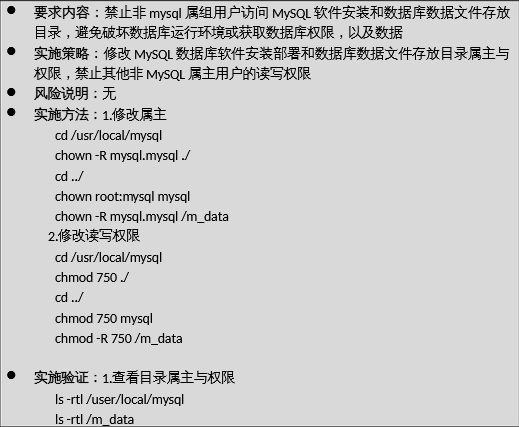 ● 要求内容：禁止非 mysql 属组用户访问 MySQL 软件安装和数据库数据文件存放
目录，避免破坏数据库运行环境或获取数据库权限，以及数据
● 实施策略：修改 MySQL 数据库软件安装部署和数据库数据文件存放目录属主与
权限，禁止其他非 MySQL 属主用户的读写权限
● 风险说明：无
● 实施方法：1.修改属主
cd /usr/local/mysql
chown -R mysql.mysql ./
cd ../
chown root:mysql mysql
chown -R mysql.mysql /m_data
2.修改读写权限
cd /usr/local/mysql
chmod 750 ./
cd ../
chmod 750 mysql
chmod -R 750 /m_data
● 实施验证：1.查看目录属主与权限
ls -rtl /user/local/mysql
ls -rtl /m_data